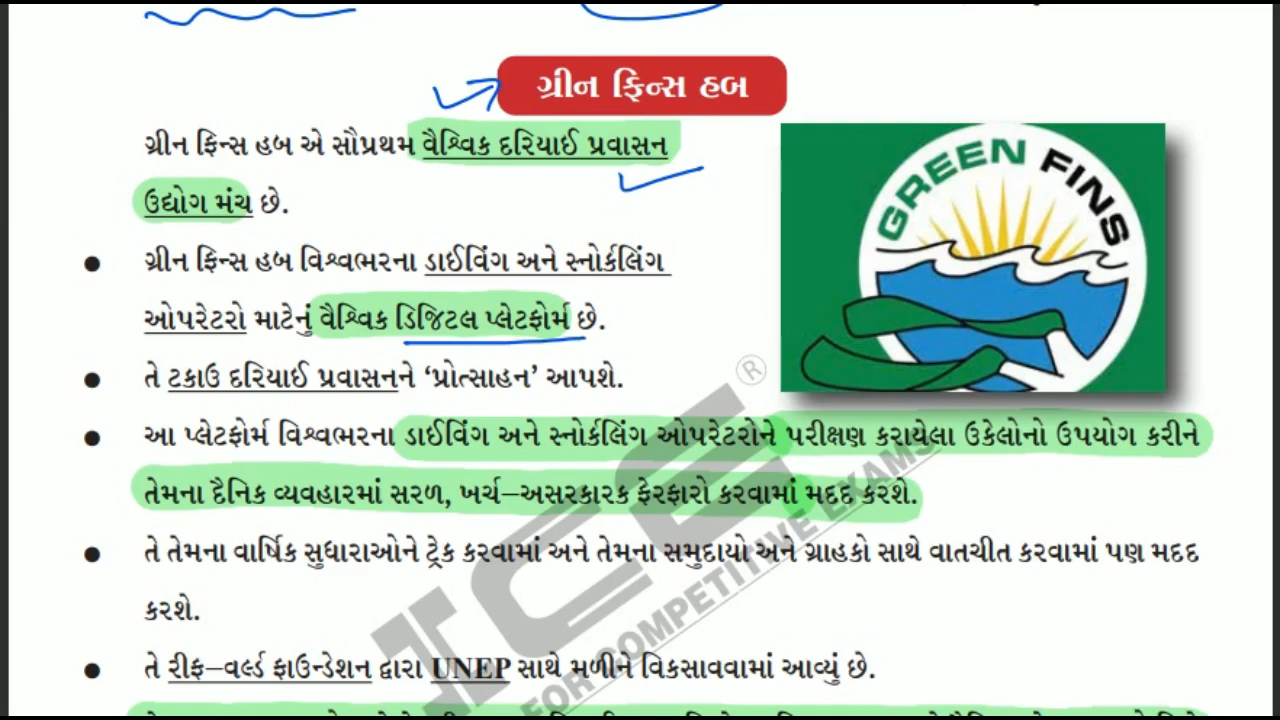 ગ્રીન ફિન્સ હબ
ગ્રીન ફિન્સ હબ એ સૌપ્રથમ વૈશ્વિક દરિયાઈ પ્રવાસન
ઉદ્યોગ મંચ છે.
● ગ્રીન ફિન્સ હબ વિશ્વભરના ડાઈવિંગ અને સ્નોર્કલિંગ
ઓપરેટરો માટેનું વૈશ્વિક ડિજિટલ પ્લેટફોર્મ છે.
● તે ટકાઉ દરિયાઈ પ્રવાસનને ‘પ્રોત્સાહન’ આપશે.
GREEN FINS
● આ પ્લેટફોર્મ વિશ્વભરના ડાઈવિંગ અને સ્નોર્કલિંગ ઓપરેટરોને પરીક્ષણ કરાયેલા ઉકેલોનો ઉપયોગ કરીને
તેમના દૈનિક વ્યવહારમાં સરળ, ખર્ચ–અસરકારક ફેરફારો કરવામાં મદદ કરશે.
● તે તેમના વાર્ષિક સુધારાઓને ટ્રેક કરવામાં અને તેમના સમુદાયો અને ગ્રાહકો સાથે વાતચીત કરવામાં પણ મદદ
કરશે.
● તે રીફ–વર્લ્ડ ફાઉન્ડેશન દ્વારા UNEP સાથે મળીને વિકસાવવામાં આવ્યું છે.
ICE ®
FOR COMPETITIVE EXAMS